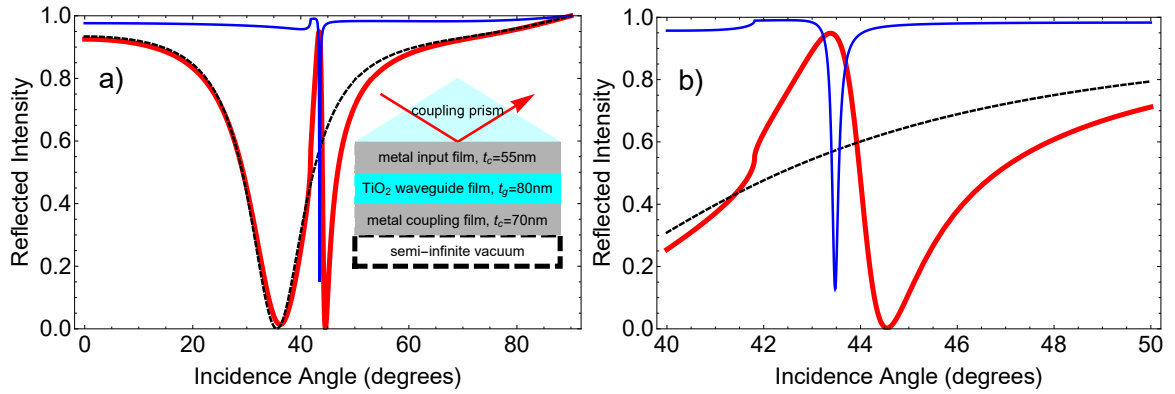 a)
Reflected Intensity
1.0
0.8
0.6
0.4
0.2
0.0
0
20
40
60
80
Incidence Angle (degrees)
coupling prism
metal input film, tc=55nm
TiO2 waveguide film, tg=80nm
metal coupling film, tc=70nm
semi−infinite vacuum
b)
Reflected Intensity
1.0
0.8
0.6
0.4
0.2
0.0
40
42
44
46
48
50
Incidence Angle (degrees)